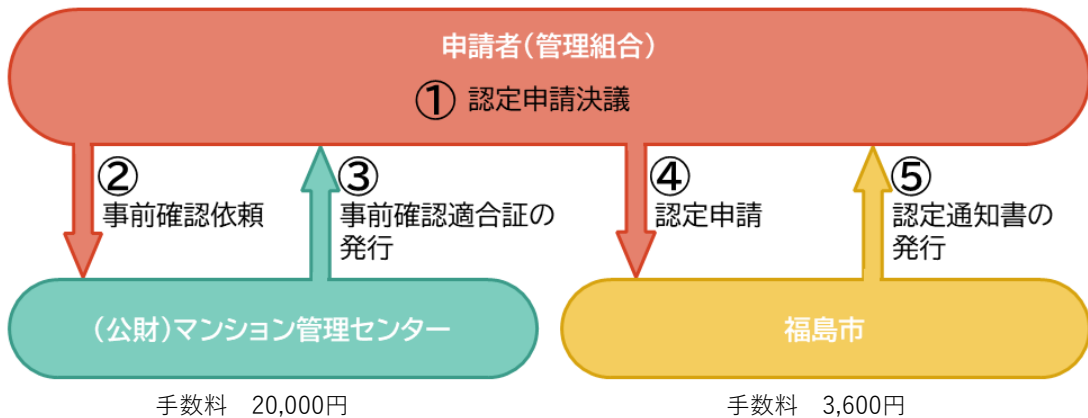 申請者(管理組合)
① 認定申請決議
②
事前確認依頼
③
事前確認適合証の
発行
④
認定申請
⑤
認定通知書の
発行
(公財)マンション管理センター
福島市
手数料　20,000円
手数料　3,600円